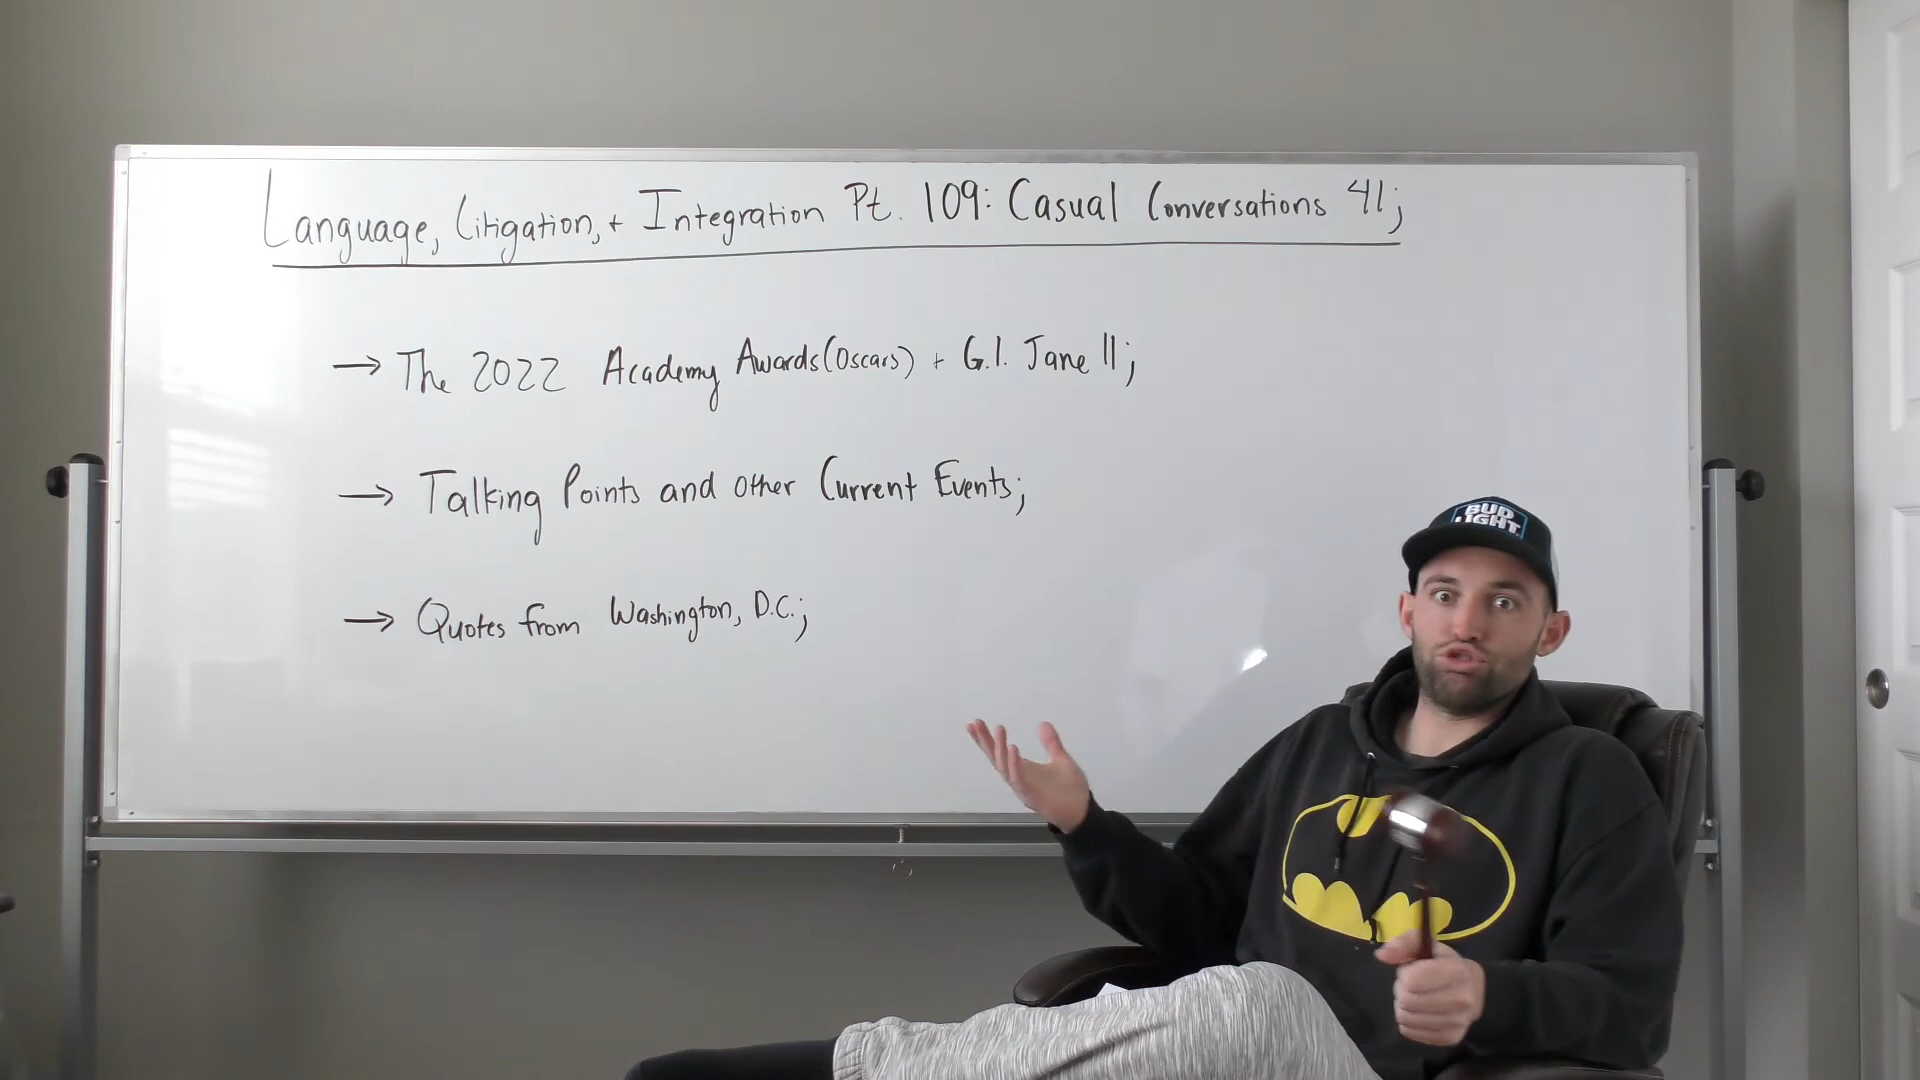 Language, Litigation, + Integration Pt. 109: Casual Conversations 41;
→ The 2022 Academy Awards (Oscars) + G.I. Jane II;
→ Talking Points and other Current Events;
→ Quotes from Washington, D.C.;
BUD
LIGHT